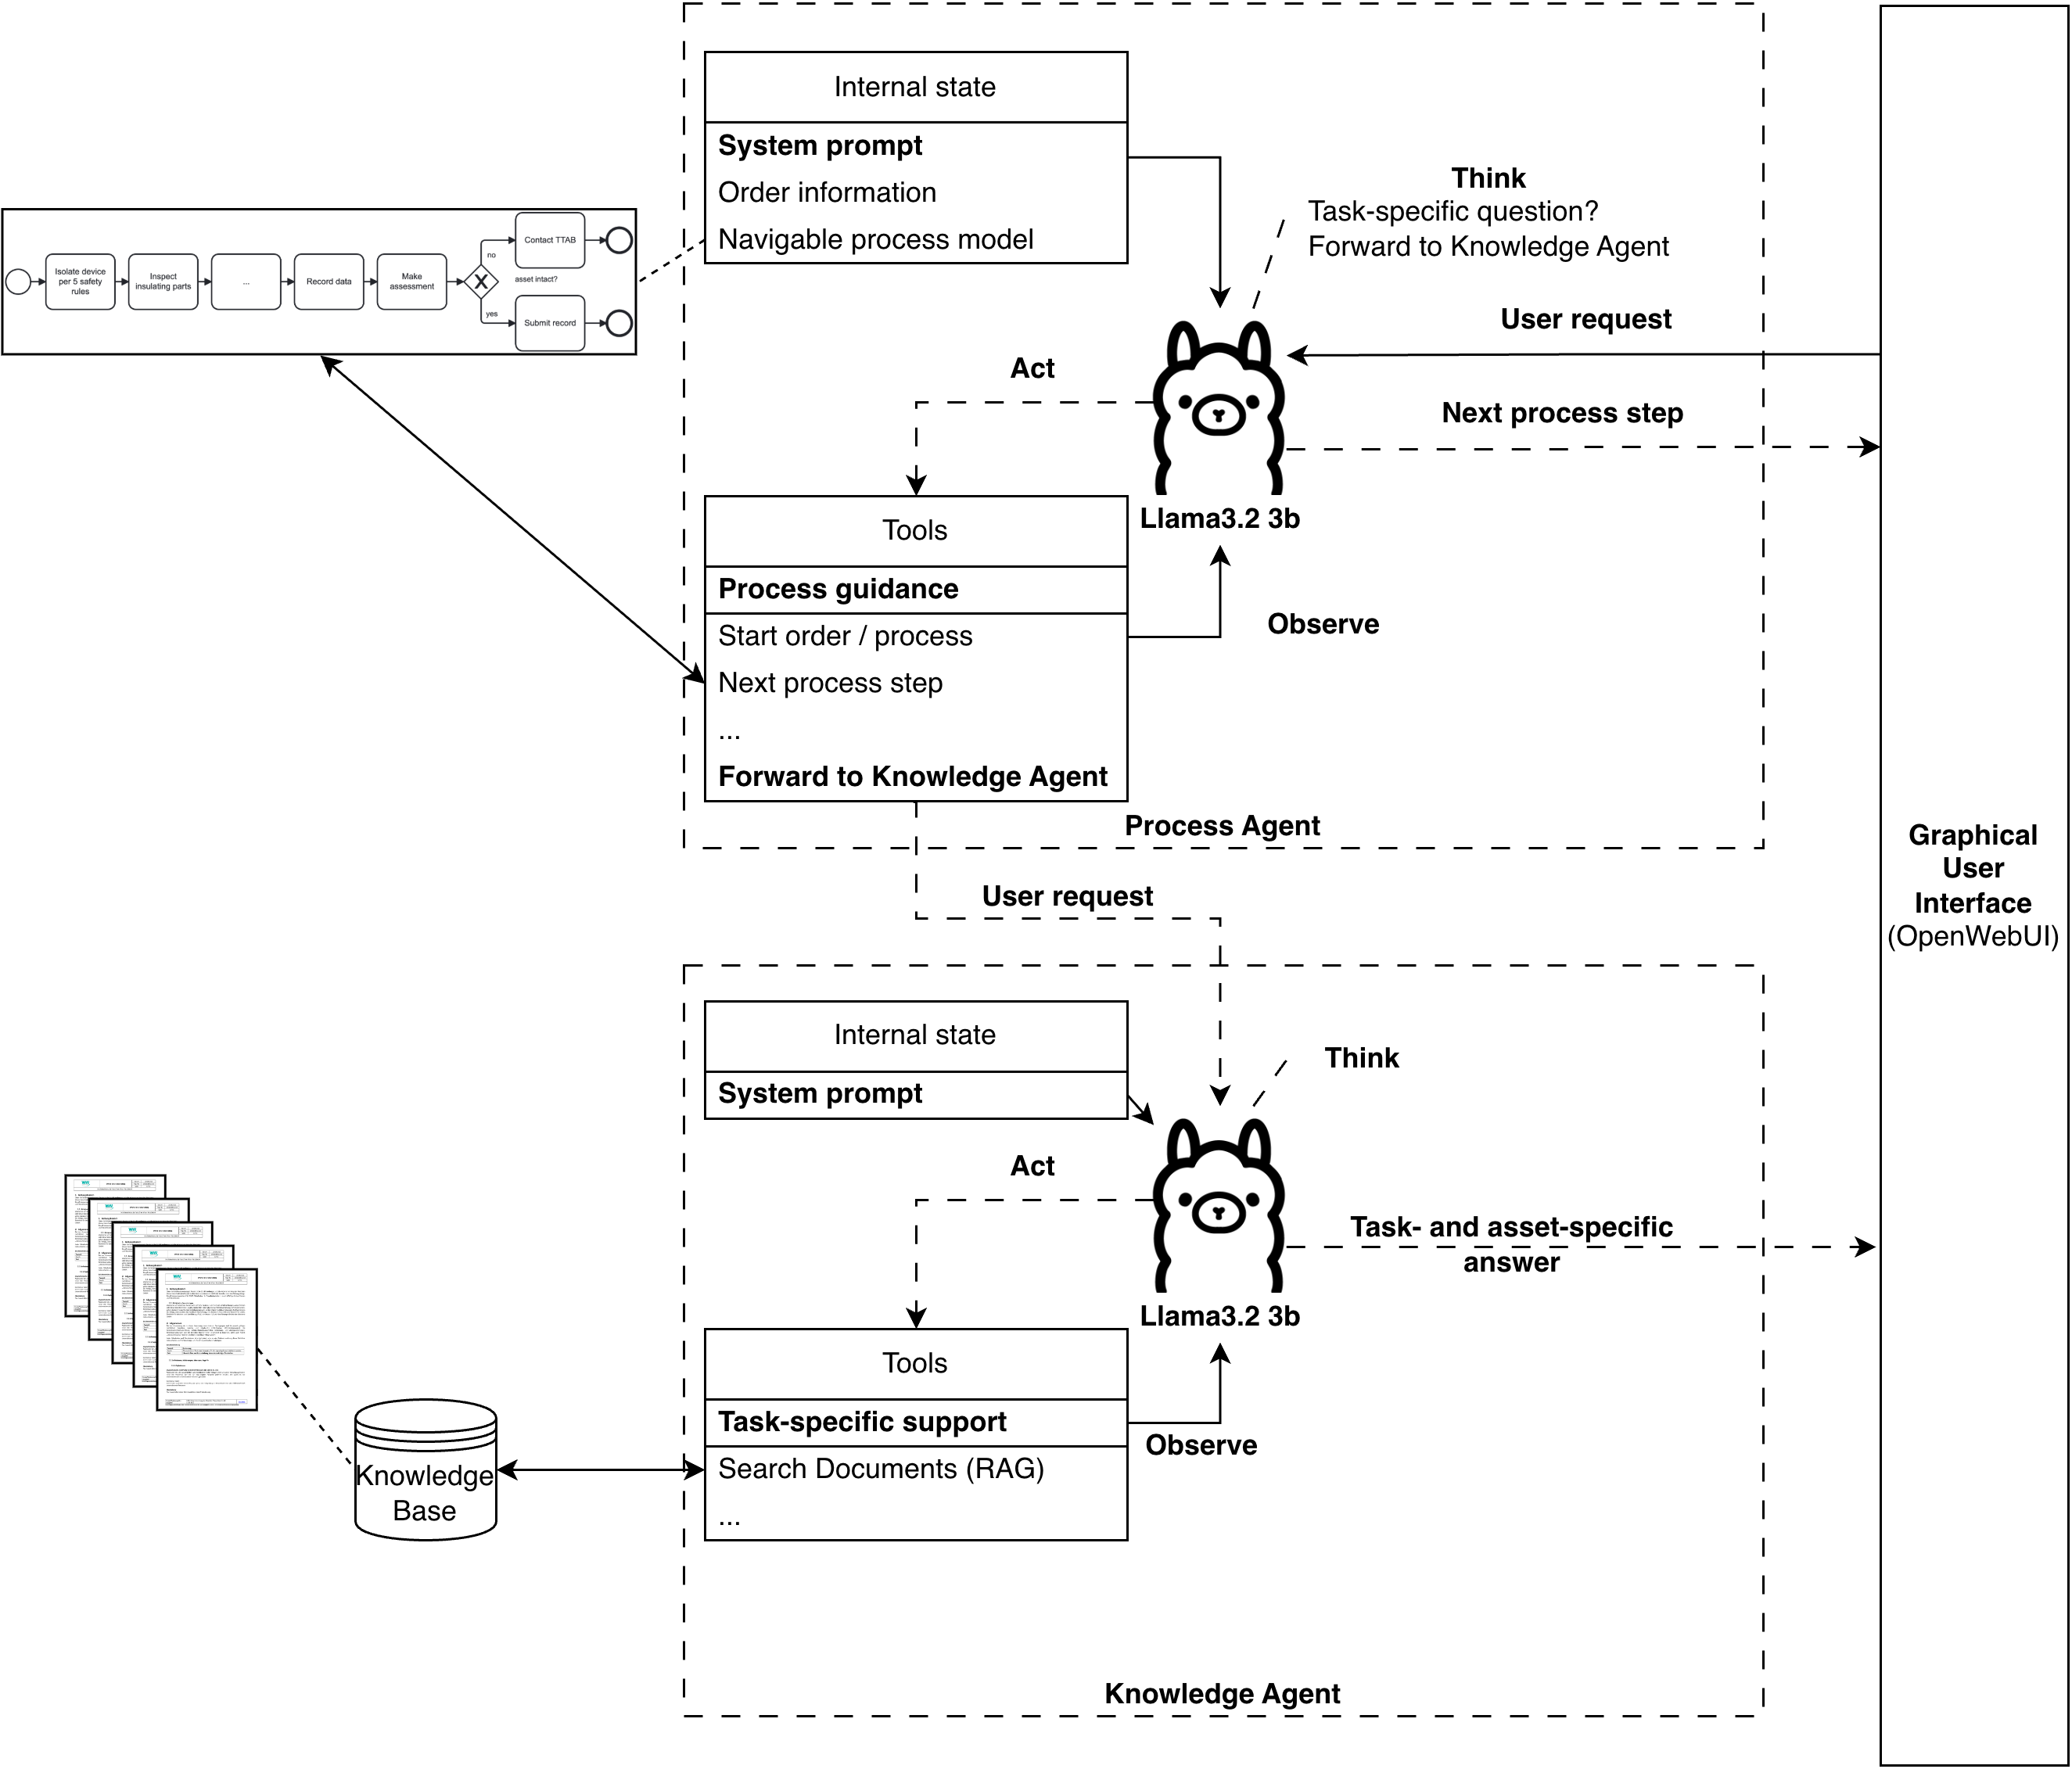 Internal state
System prompt
Order information
Navigable process model
Think
Task-specific question?
Forward to Knowledge Agent
Isolate device
per 5 safety
rules
Inspect
insulating parts
...
Record data
Make
assessment
X
no
asset intact?
yes
Contact TTAB
Submit record
User request
Act
Next process step
Llama3.2 3b
Tools
Process guidance
Start order / process
Next process step
...
Forward to Knowledge Agent
Observe
Process Agent
User request
Graphical
User
Interface
(OpenWebUI)
Internal state
System prompt
Think
Act
Task- and asset-specific
answer
Llama3.2 3b
Tools
Task-specific support
Search Documents (RAG)
...
Observe
Knowledge
Base
Knowledge Agent